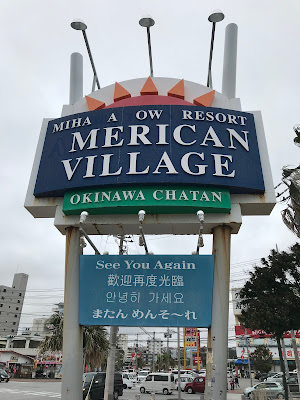 MIHA A OW RESORT
MERICAN
VILLAGE
OKINAWA CHATAN
See You Again
歡迎再度光臨
안녕히 가세요
またん めんそ～れ